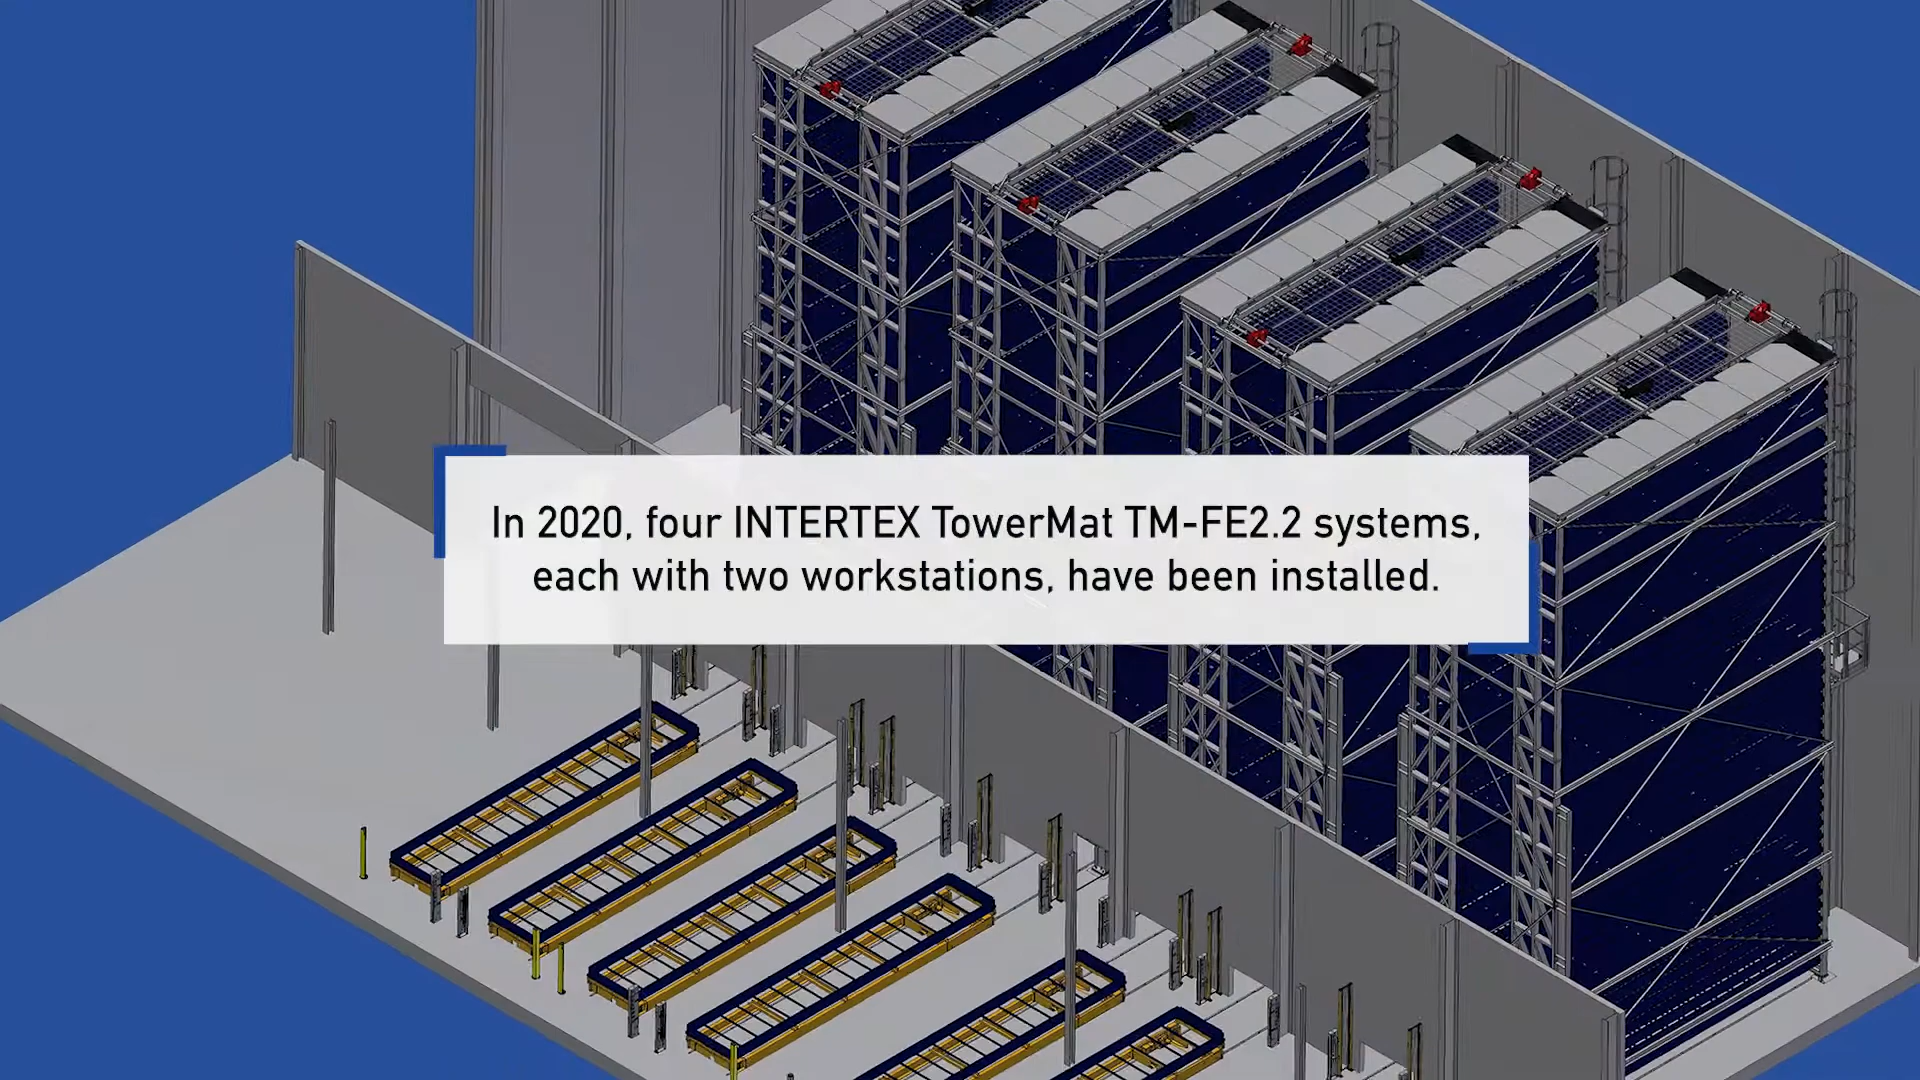 In 2020, four INTERTEX TowerMat TM-FE2.2 systems,
each with two workstations, have been installed.